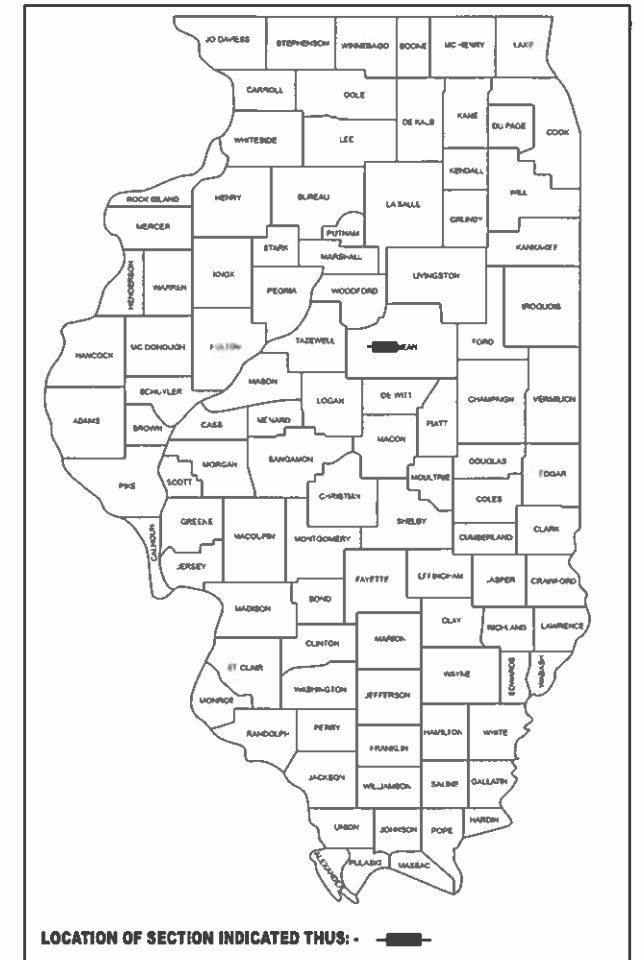 JO DAVIESS
STEPHENSON
WINNEBAGO
BOONE
MC HENRY
LAKE
CARROLL
OGLE
DE KALB
KANE
DU PAGE
COOK
WHITESIDE
LEE
KENDALL
WILL
ROCK ISLAND
HENRY
BUREAU
LA SALLE
GRUNDY
MERCER
PUTNAM
STARK
MARSHALL
KANKAKEE
HENDERSON
WARREN
KNOX
PEORIA
WOODFORD
LIVINGSTON
IROQUOIS
HANCOCK
MC DONOUGH
FULTON
TAZEWELL
EAN
FORD
SCHUYLER
MASON
LOGAN
DE WITT
CHAMPAIGN
VERMILION
ADAMS
BROWN
CASS
MENARD
PIATT
MACON
MORGAN
SANGAMON
DOUGLAS
EDGAR
PIKE
SCOTT
MOULTRIE
COLES
CHRISTIAN
GREENE
MACOUPIN
MONTGOMERY
SHELBY
CUMBERLAND
CLARK
CALHOUN
JERSEY
FAYETTE
EFFINGHAM
JASPER
CRAWFORD
MADISON
BOND
CLAY
RICHLAND
LAWRENCE
CLINTON
MARION
ST CLAIR
WAYNE
EDWARDS
WABASH
WASHINGTON
JEFFERSON
MONROE
RANDOLPH
PERRY
HAMILTON
WHITE
FRANKLIN
JACKSON
WILLIAMSON
SALINE
GALLATIN
UNION
JOHNSON
POPE
HARDIN
ALEXANDER
PULASKI
MASSAC
LOCATION OF SECTION INDICATED THUS: -